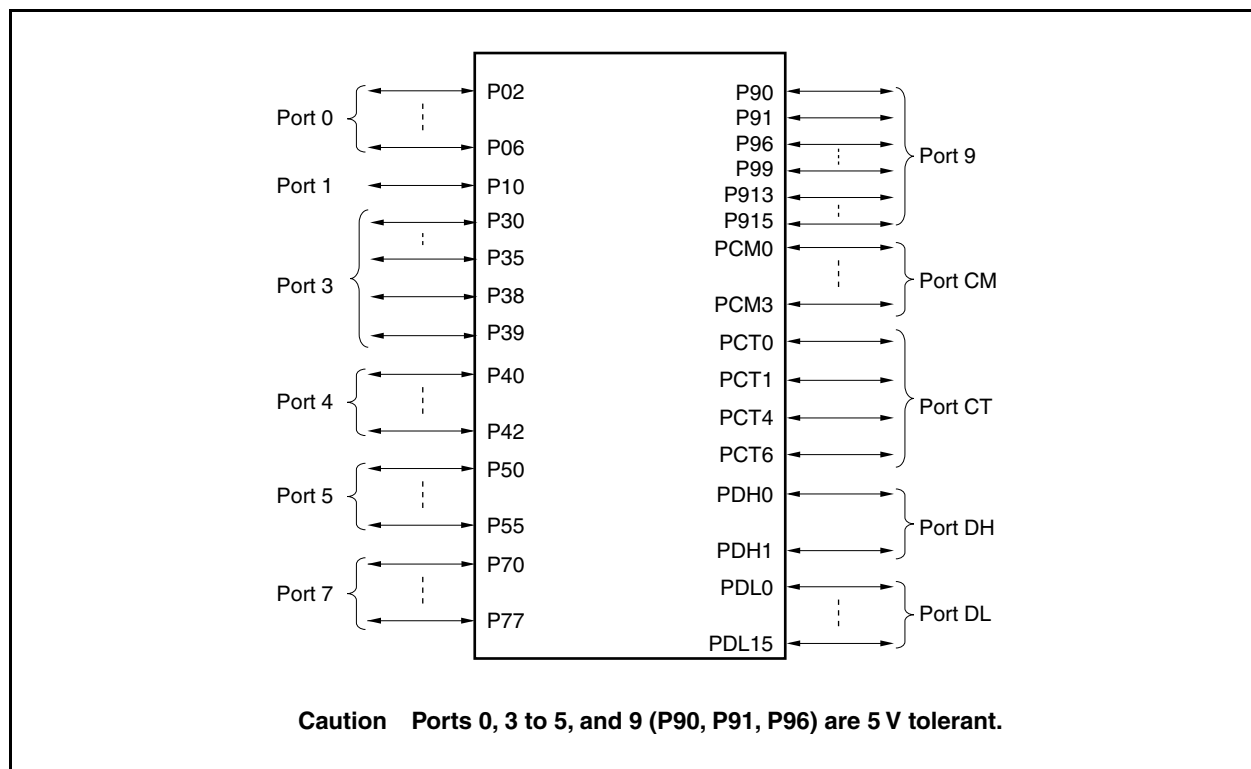 Port 0
P02
P06
Port 1
P10
Port 3
P30
P35
P38
P39
Port 4
P40
P42
Port 5
P50
P55
Port 7
P70
P77
P90
P91
P96
P99
P913
P915
Port 9
PCM0
PCM3
Port CM
PCT0
PCT1
PCT4
PCT6
Port CT
PDH0
PDH1
Port DH
PDL0
PDL15
Port DL
Caution Ports 0, 3 to 5, and 9 (P90, P91, P96) are 5 V tolerant.